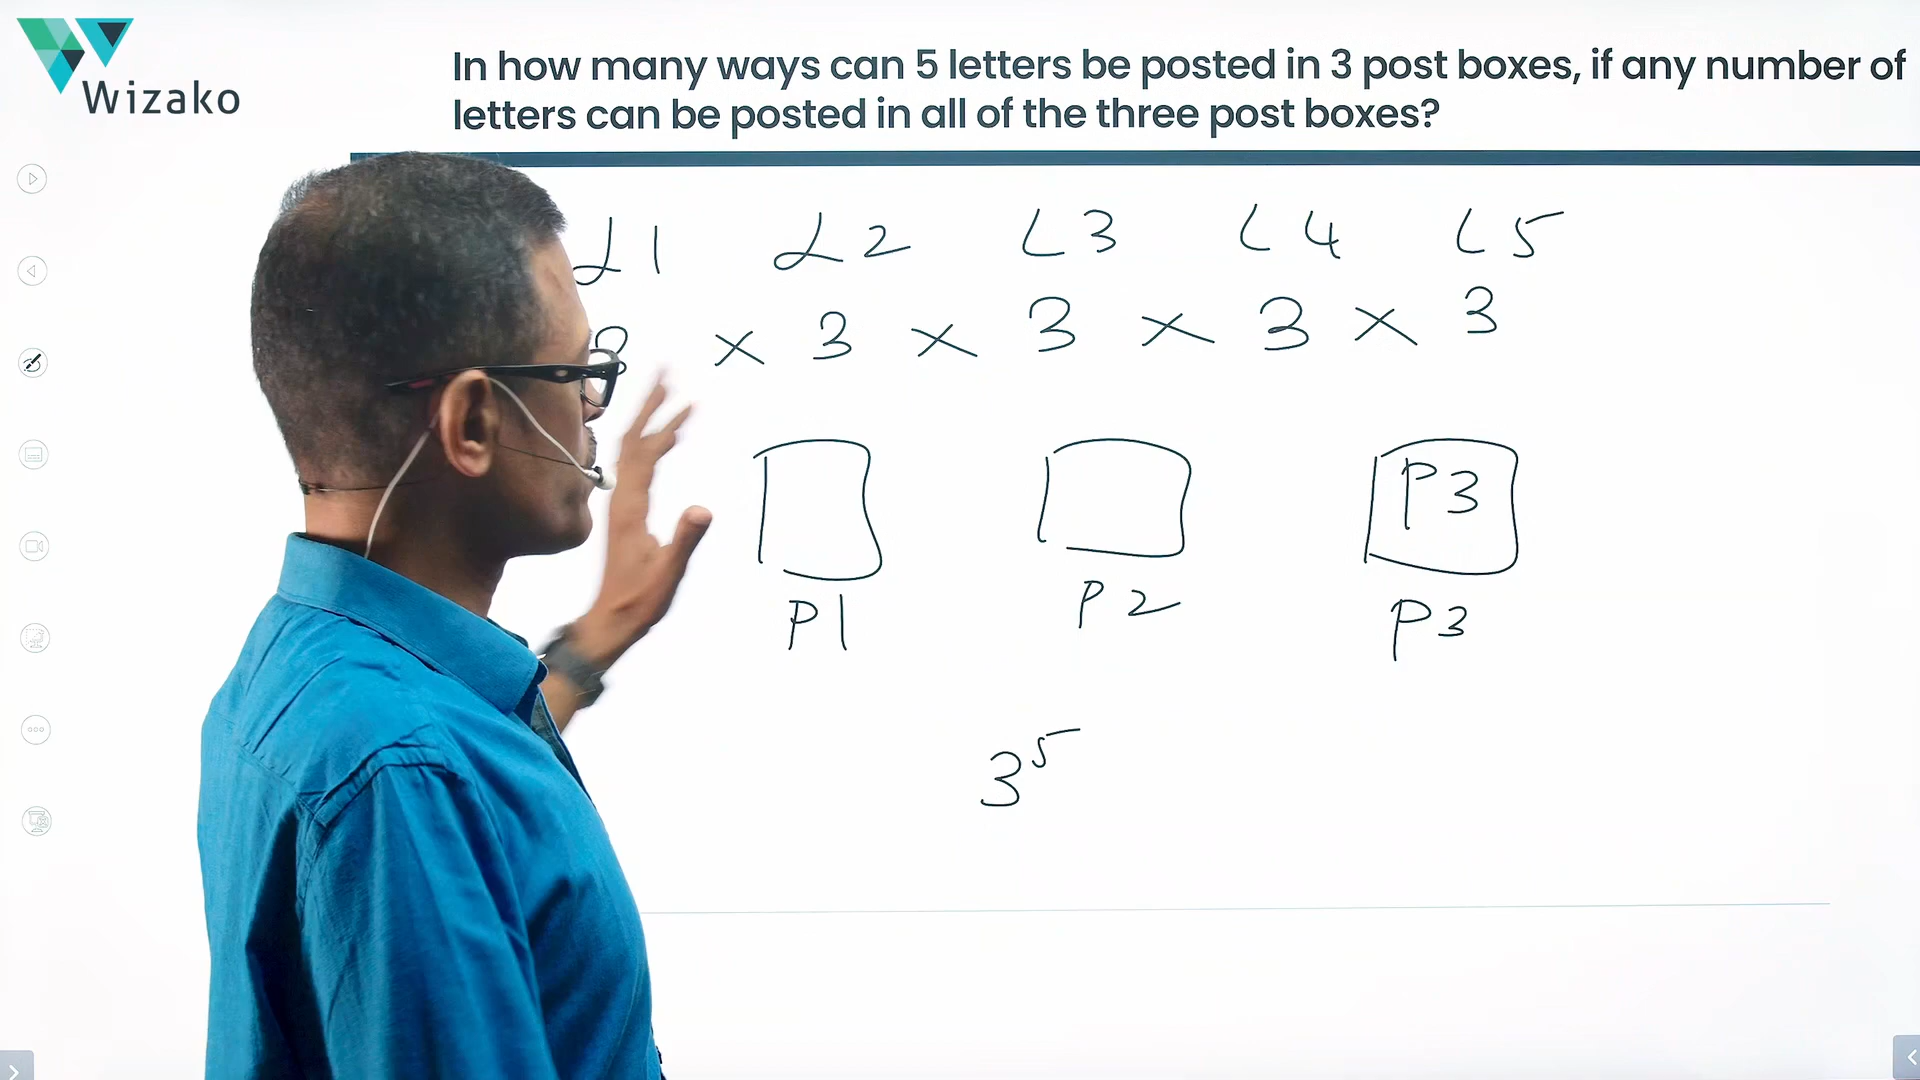 Wizako
In how many ways can 5 letters be posted in 3 post boxes, if any number of
letters can be posted in all of the three post boxes?
L1 L2 L3 L4 L5
× 3 × 3 × 3 × 3
P3
P1 P2 P3
3⁵